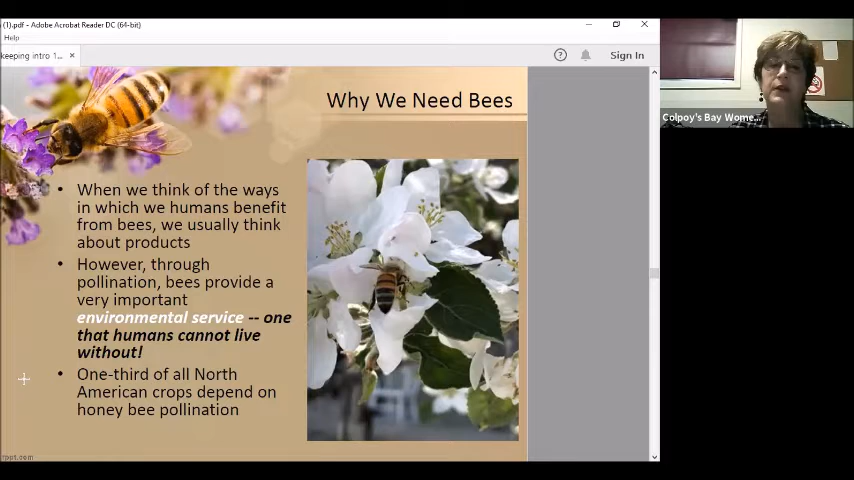 (1).pdf - Adobe Acrobat Reader DC (64-bit)
Help
keeping intro 1... ×
Sign In
Colpoy's Bay Wome...
Why We Need Bees
• When we think of the ways
in which we humans benefit
from bees, we usually think
about products
• However, through
pollination, bees provide a
very important
environmental service -- one
that humans cannot live
without!
• One-third of all North
American crops depend on
honey bee pollination